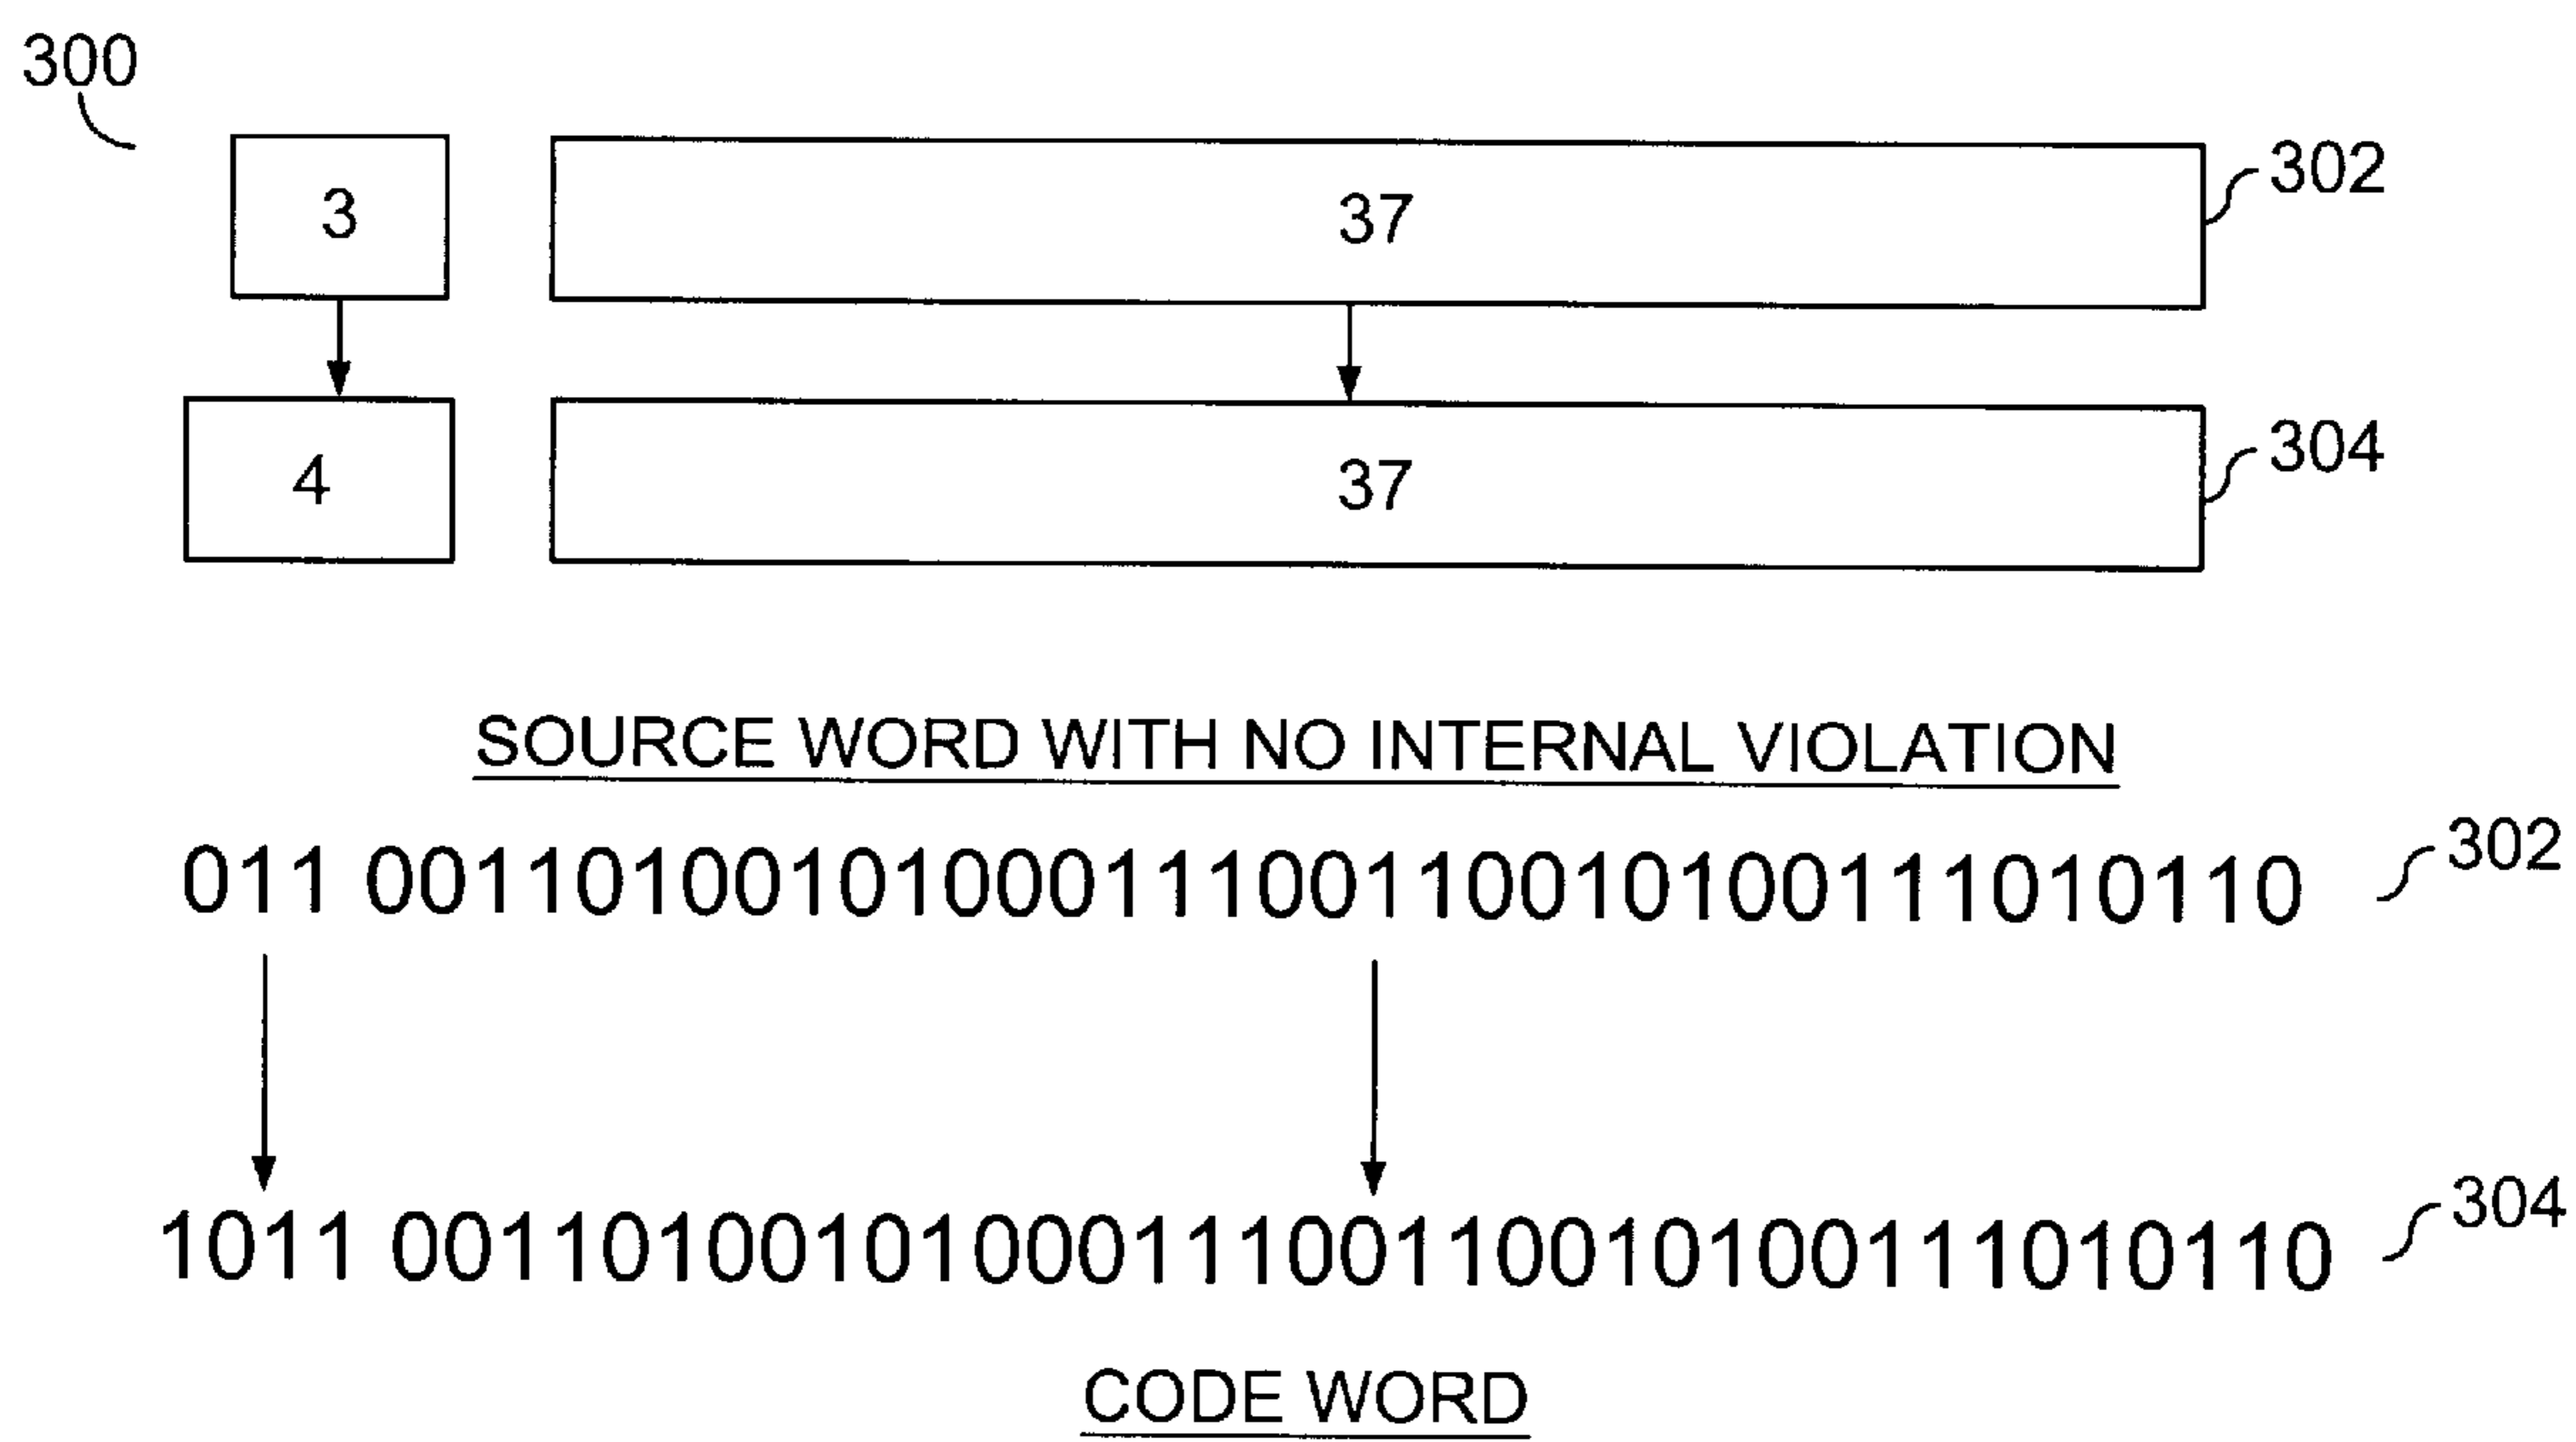 300
3 37 302
4 37 304
SOURCE WORD WITH NO INTERNAL VIOLATION
011 0011010010100011100110010100111010110 302
1011 0011010010100011100110010100111010110 304
CODE WORD